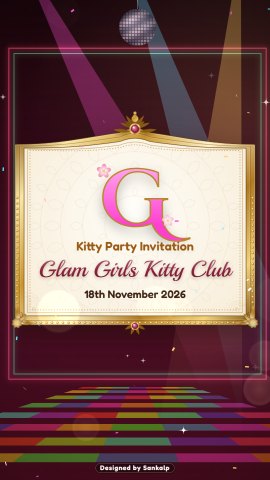 G
Kitty Party Invitation
Glam Girls Kitty Club
18th November 2026
Designed by Sankalp